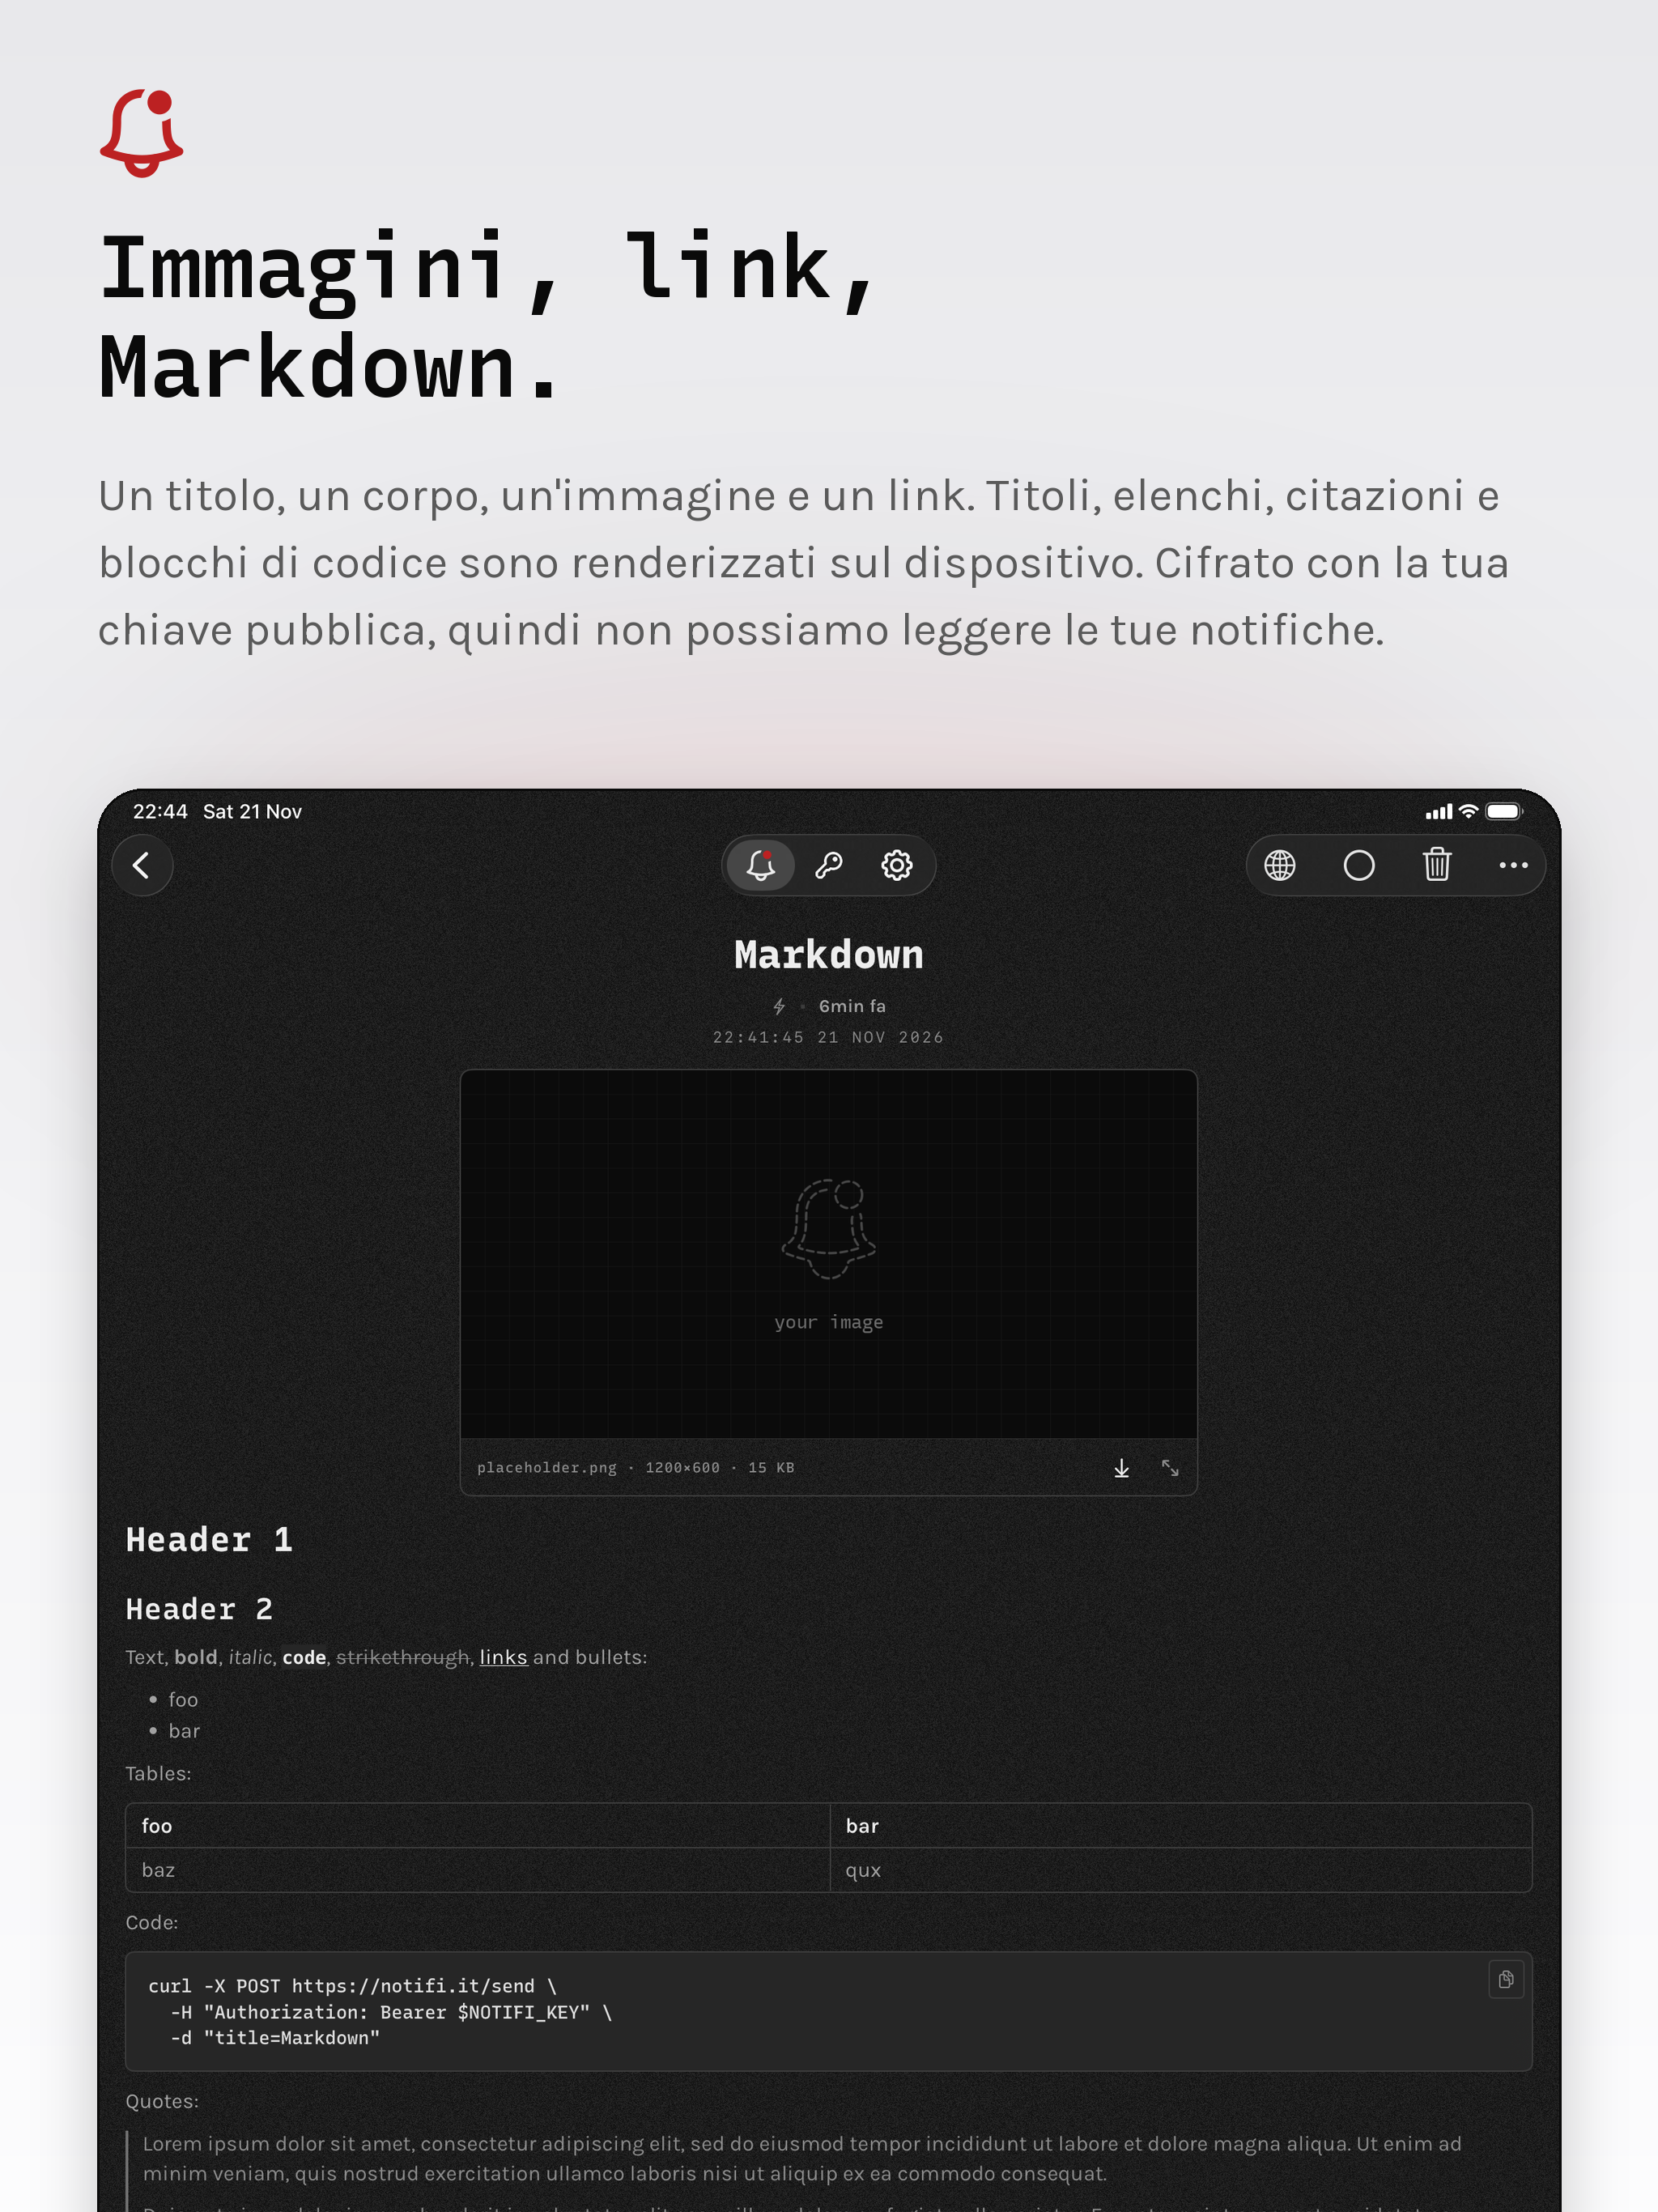 Immagini, link,
Markdown.
Un titolo, un corpo, un'immagine e un link. Titoli, elenchi, citazioni e
blocchi di codice sono renderizzati sul dispositivo. Cifrato con la tua
chiave pubblica, quindi non possiamo leggere le tue notifiche.
22:44 Sat 21 Nov
Markdown
6min fa
22:41:45 21 NOV 2026
your image
placeholder.png · 1200×600 · 15 KB
Header 1
Header 2
Text, bold, italic, code, strikethrough, links and bullets:
• foo
• bar
Tables:
foo bar
baz qux
Code:
curl -X POST https://notifi.it/send \
-H "Authorization: Bearer $NOTIFI_KEY" \
-d "title=Markdown"
Quotes:
Lorem ipsum dolor sit amet, consectetur adipiscing elit, sed do eiusmod tempor incididunt ut labore et dolore magna aliqua. Ut enim ad
minim veniam, quis nostrud exercitation ullamco laboris nisi ut aliquip ex ea commodo consequat.